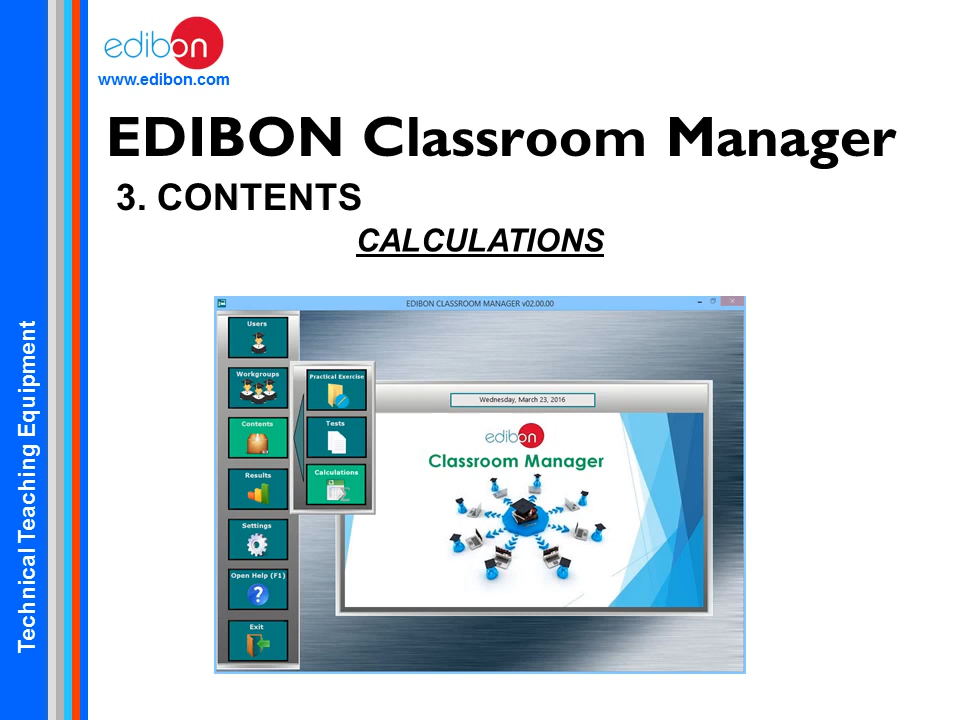 edibon
www.edibon.com
EDIBON Classroom Manager
3. CONTENTS
CALCULATIONS
Technical Teaching Equipment
EDIBON CLASSROOM MANAGER v02.00.00
Users
Workgroups
Contents
Results
Settings
Open Help (F1)
?
Exit
Practical Exercise
Tests
Calculations
Wednesday, March 23, 2016
edibon
Classroom Manager